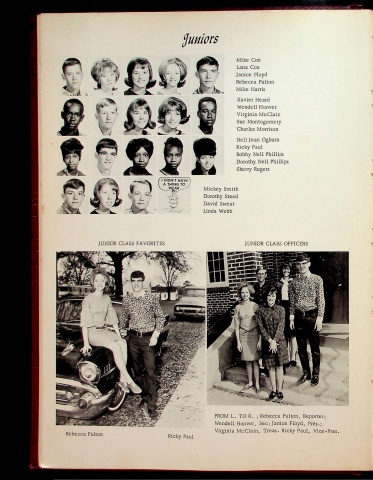 Juniors
Mike Cox
Lana Cox
Janice Floyd
Rebecca Fulton
Mike Harris
Xavier Heard
Wendell Hoover
Virginia McClain
Sue Montgomery
Charles Morrison
Nell Jean Ogburn
Ricky Paul
Bobby Nell Phillips
Dorothy Nell Phillips
Sherry Rogers
I DIDN'T HAVE
A THING TO
WEAR
Mickey Smith
Dorothy Steed
David Sweat
Linda Webb
JUNIOR CLASS FAVORITES
JUNIOR CLASS OFFICERS
Rebecca Fulton
Ricky Paul
FROM L. TO R. ; Rebecca Fulton, Reporter;
Wendell Hoover, Sec; Janice Floyd, Pres.;
Virginia McClain, Treas. Ricky Paul, Vice-Pres.